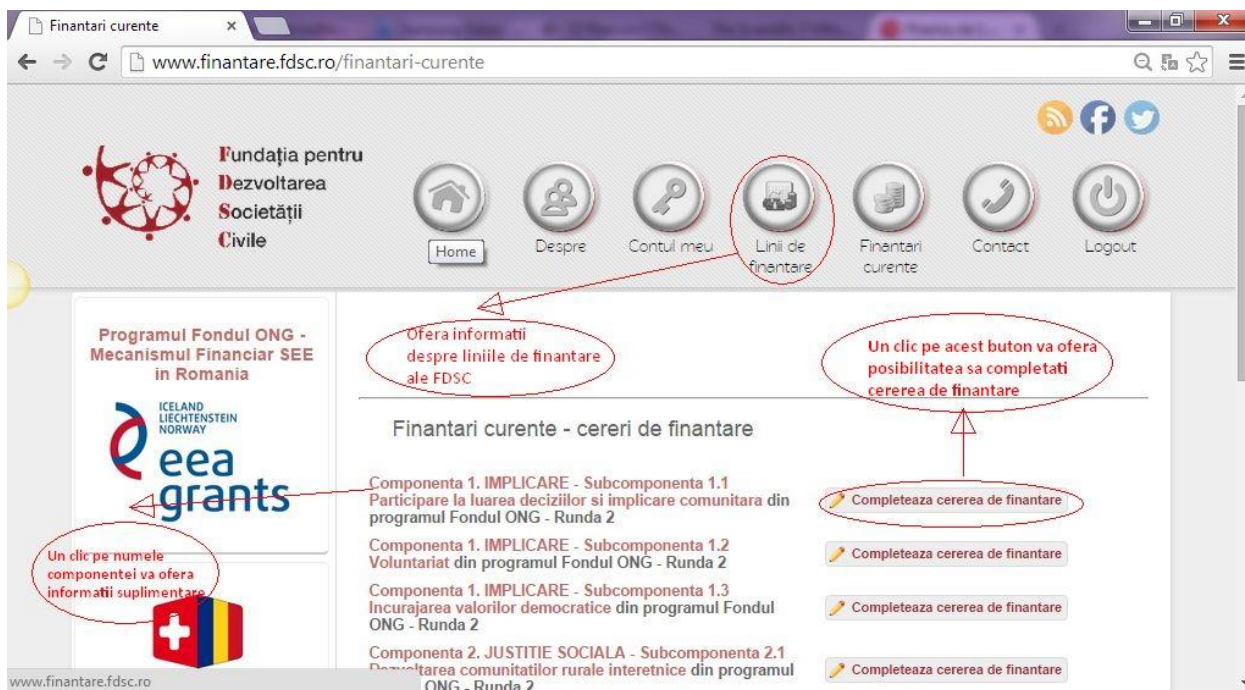 Finantari curente
www.finantare.fdsc.ro/finantari-curente
Fundația pentru
Dezvoltarea
Societății
Civile
Home
Despre
Contul meu
Linii de
finantare
Finantari
curente
Contact
Logout
Programul Fondul ONG -
Mecanismul Financiar SEE
in Romania
ICELAND
LIECHTENSTEIN
NORWAY
eea
grants
Un clic pe numele
componentei va ofera
informatii suplimentare
Ofera informatii
despre liniile de finantare
ale FDSC
Un clic pe acest buton va ofera
posibilitatea sa completati
cererea de finantare
Finantari curente - cereri de finantare
Componenta 1. IMPLICARE - Subcomponenta 1.1
Participare la luarea deciziilor si implicare comunitara din
programul Fondul ONG - Runda 2
Completeaza cererea de finantare
Componenta 1. IMPLICARE - Subcomponenta 1.2
Voluntariat din programul Fondul ONG - Runda 2
Completeaza cererea de finantare
Componenta 1. IMPLICARE - Subcomponenta 1.3
Incurajarea valorilor democratice din programul Fondul
ONG - Runda 2
Completeaza cererea de finantare
Componenta 2. JUSTITIE SOCIALA - Subcomponenta 2.1
Dezvoltarea comunitatilor rurale interetnice din programul
ONG - Runda 2
Completeaza cererea de finantare
www.finantare.fdsc.ro